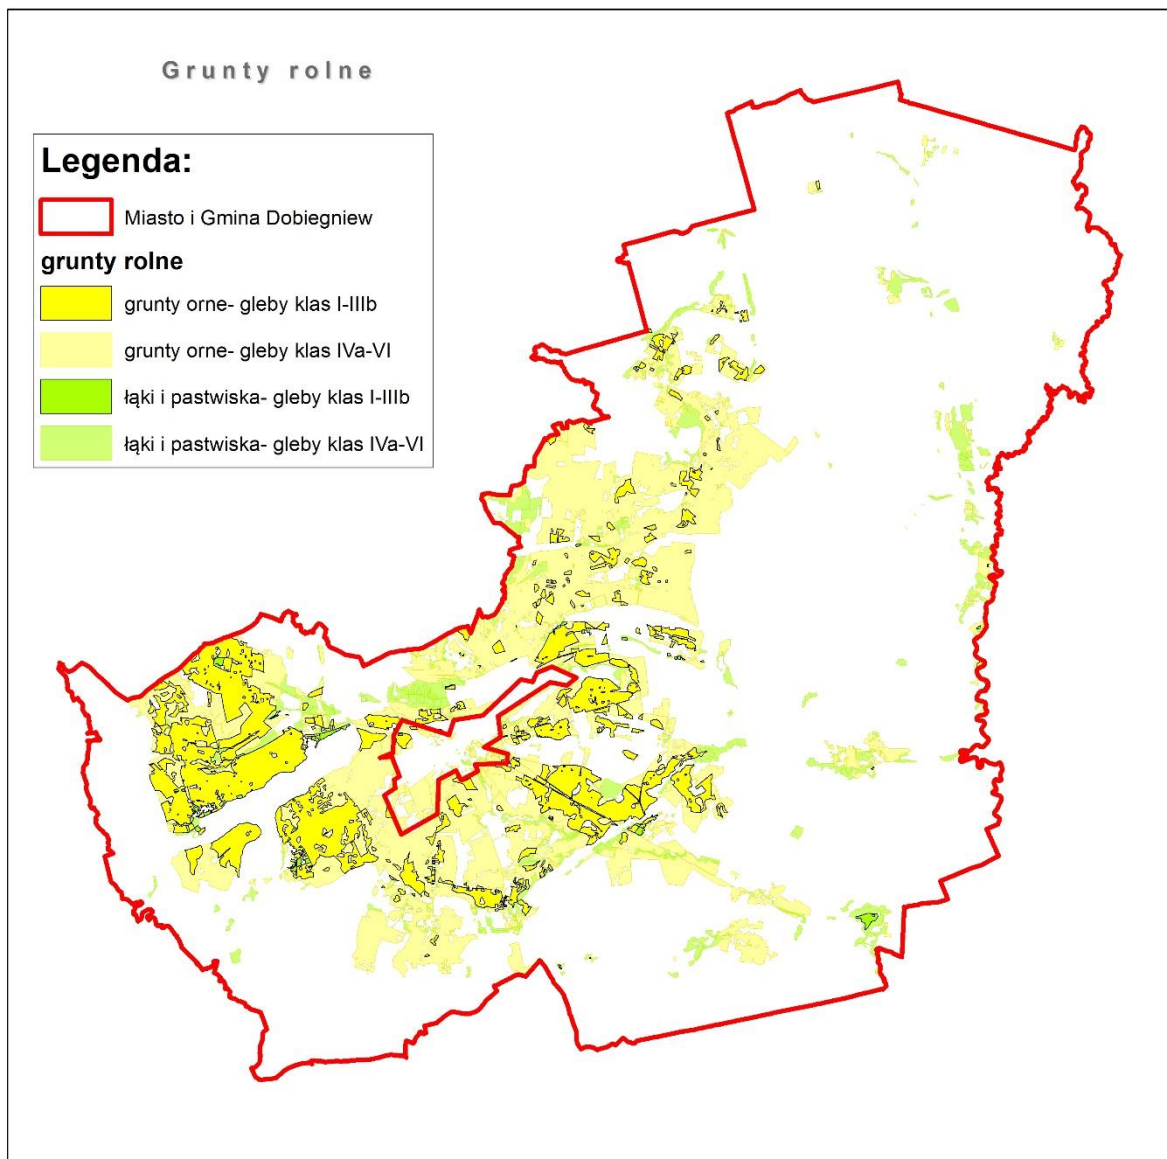 Grunty rolne
Legenda:
Miasto i Gmina Dobiegniew
grunty rolne
grunty orne- gleby klas I-IIIb
grunty orne- gleby klas IVa-VI
łąki i pastwiska- gleby klas I-IIIb
łąki i pastwiska- gleby klas IVa-VI